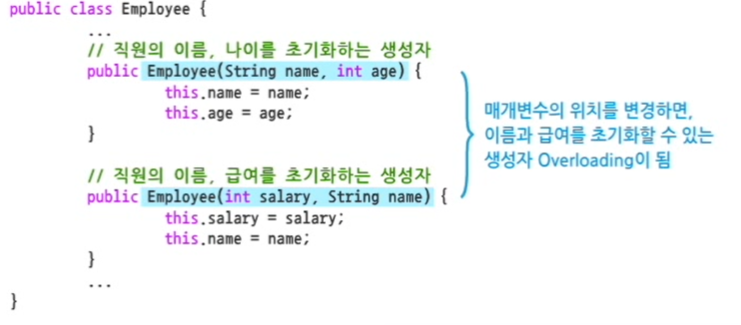 public class Employee {
...
// 직원의 이름, 나이를 초기화하는 생성자
public Employee(String name, int age) {
this.name = name;
this.age = age;
}
매개변수의 위치를 변경하면,
이름과 급여를 초기화할 수 있는
생성자 Overloading이 됨
// 직원의 이름, 급여를 초기화하는 생성자
public Employee(int salary, String name) {
this.salary = salary;
this.name = name;
}
...
}